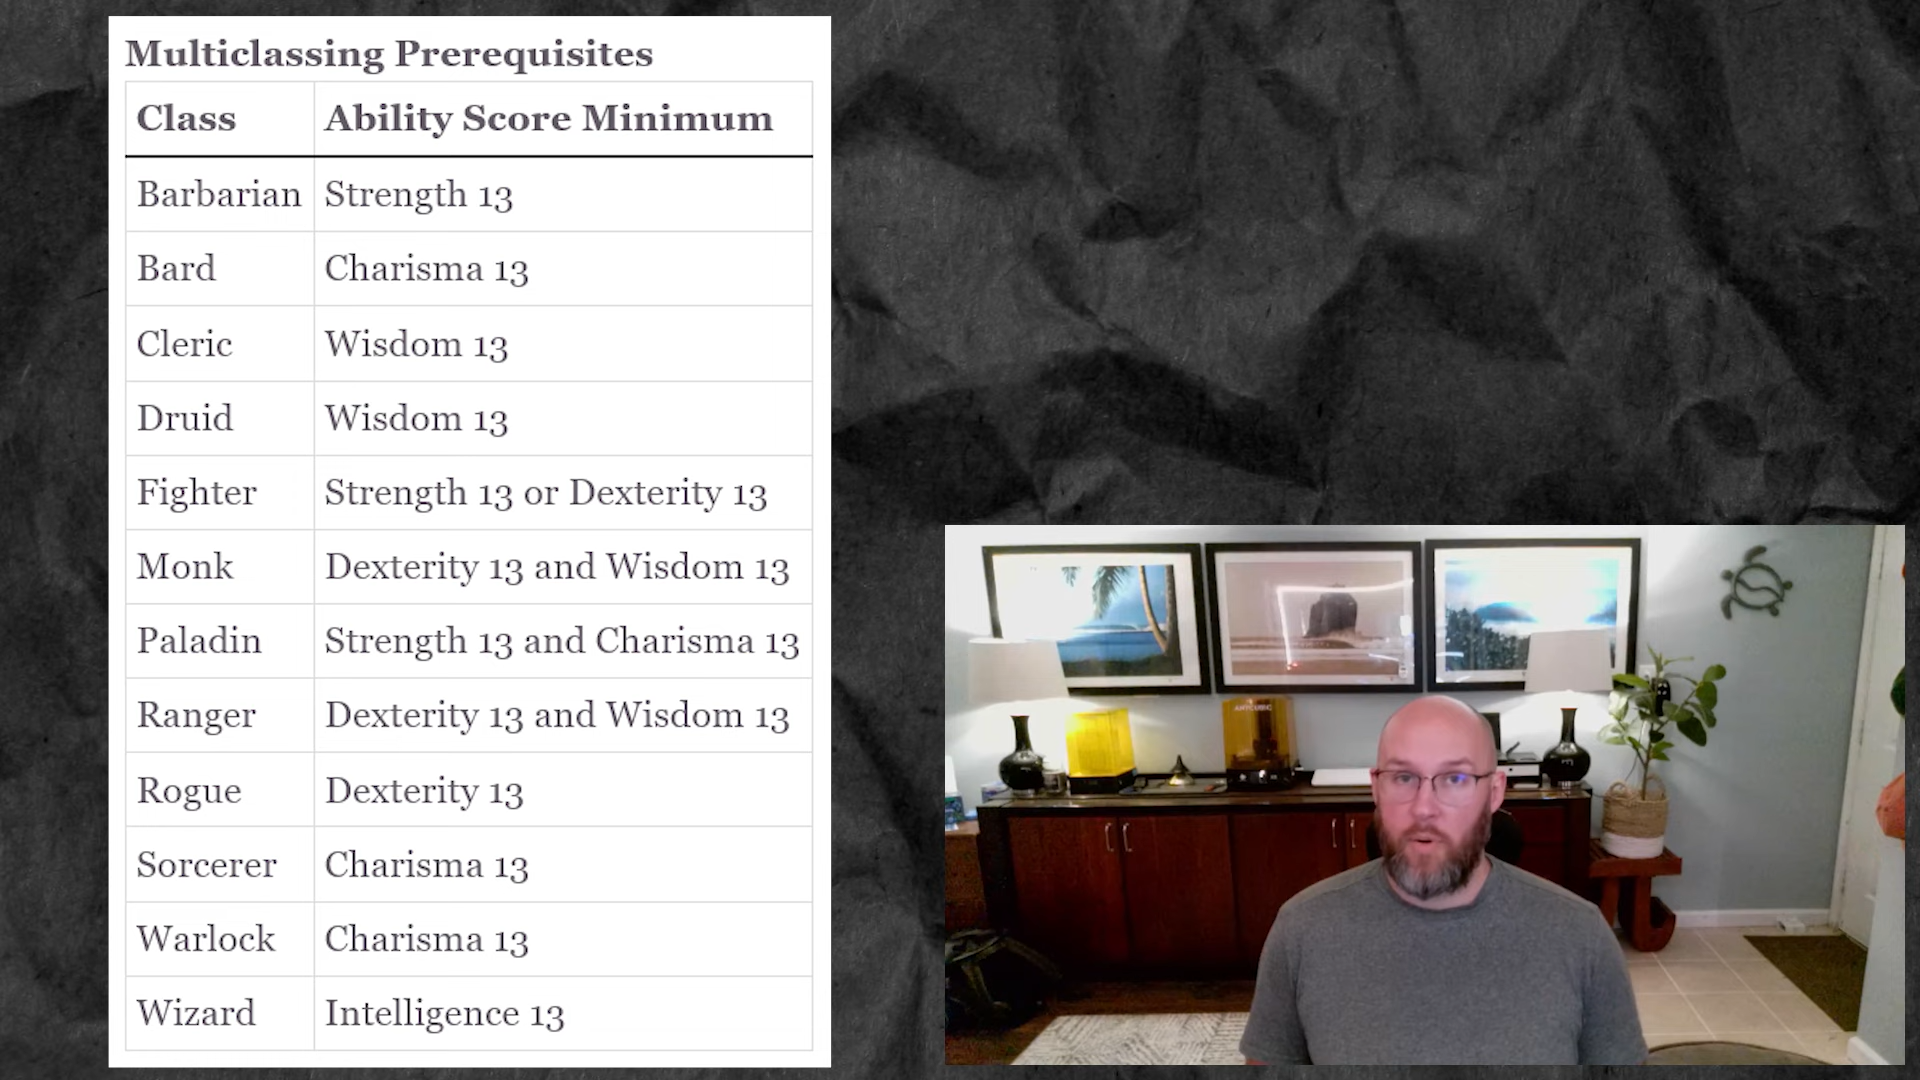 Multiclassing Prerequisites
Class Ability Score Minimum
Barbarian Strength 13
Bard Charisma 13
Cleric Wisdom 13
Druid Wisdom 13
Fighter Strength 13 or Dexterity 13
Monk Dexterity 13 and Wisdom 13
Paladin Strength 13 and Charisma 13
Ranger Dexterity 13 and Wisdom 13
Rogue Dexterity 13
Sorcerer Charisma 13
Warlock Charisma 13
Wizard Intelligence 13
ANYCUBIC